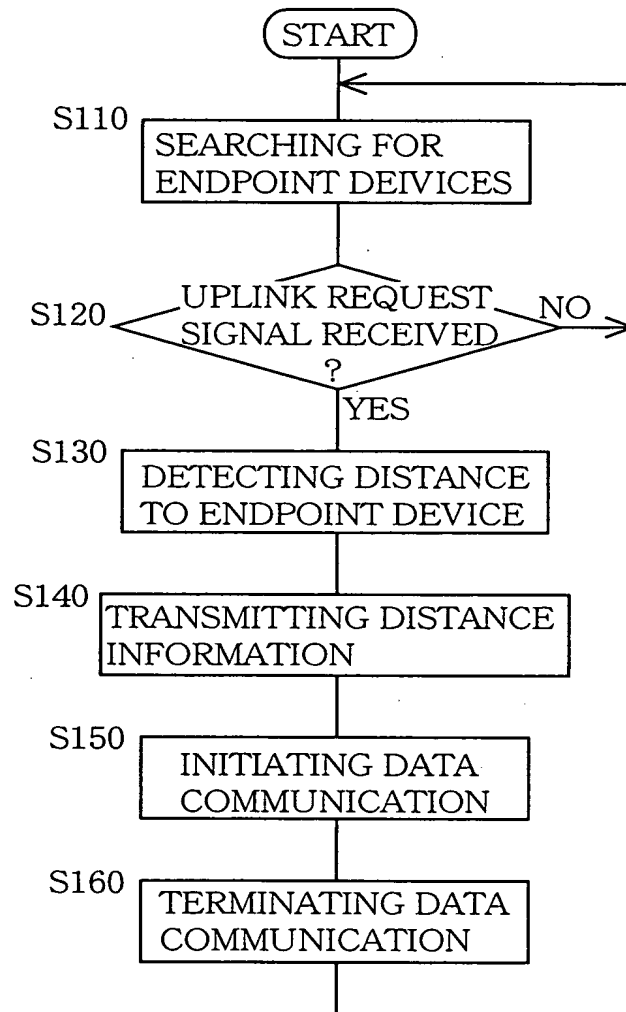 START
S110
SEARCHING FOR
ENDPOINT DEIVICES
S120
UPLINK REQUEST
SIGNAL RECEIVED
?
NO
YES
S130
DETECTING DISTANCE
TO ENDPOINT DEVICE
S140
TRANSMITTING DISTANCE
INFORMATION
S150
INITIATING DATA
COMMUNICATION
S160
TERMINATING DATA
COMMUNICATION